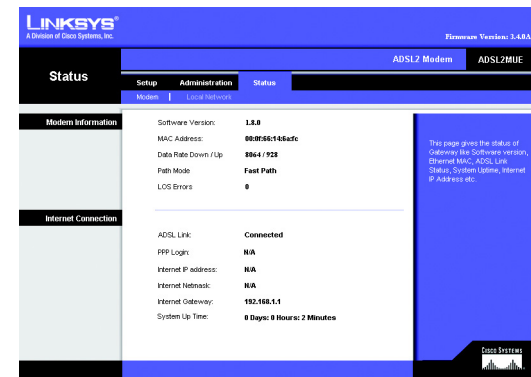 LINKSYS®
A Division of Cisco Systems, Inc.
Firmware Version: 3.4.0A
ADSL2 Modem ADSL2MUE
Status
Setup Administration Status
Modem | Local Network
Modem Information
Software Version: 1.8.0
MAC Address: 00:0f:66:14:6a:fc
Data Rate Down / Up 8064 / 928
Path Mode Fast Path
LOS Errors 0
This page gives the status of
Gateway like Software version,
Ethernet MAC, ADSL Link
Status, System Uptime, Internet
IP Address etc.
Internet Connection
ADSL Link: Connected
PPP Login: N/A
Internet IP address: N/A
Internet Netmask: N/A
Internet Gateway: 192.168.1.1
System Up Time: 0 Days: 0 Hours: 2 Minutes
CISCO SYSTEMS